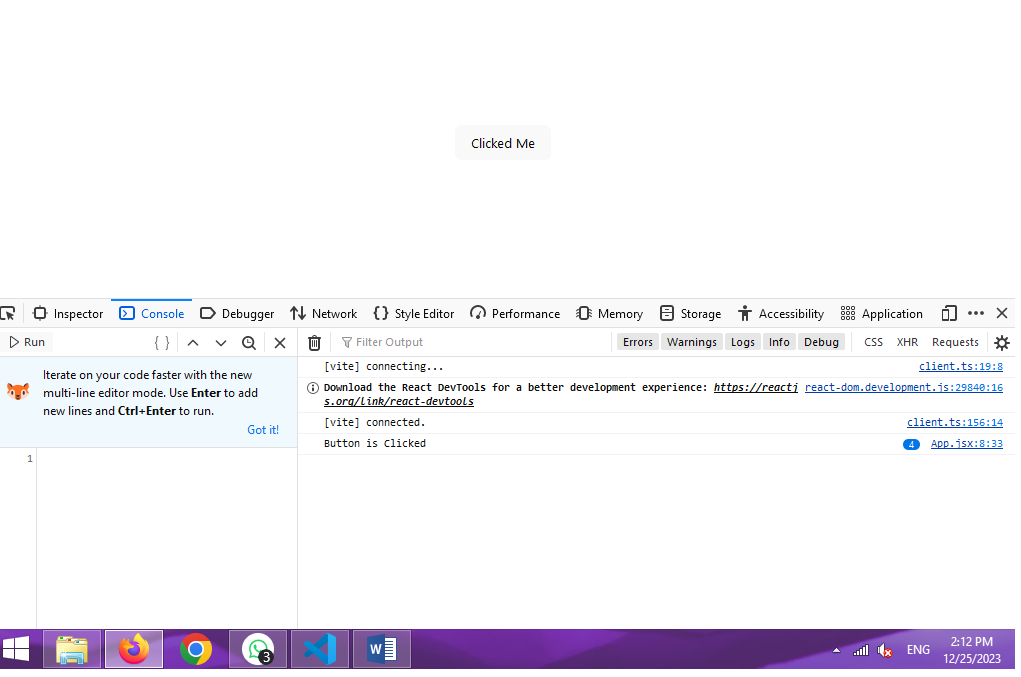 Clicked Me
Inspector Console Debugger Network Style Editor Performance Memory Storage Accessibility Application
Run { } Filter Output Errors Warnings Logs Info Debug CSS XHR Requests
Iterate on your code faster with the new
multi-line editor mode. Use Enter to add
new lines and Ctrl+Enter to run.
Got it!
1
[vite] connecting... client.ts:19:8
Download the React DevTools for a better development experience: https://reactj react-dom.development.js:29840:16
s.org/link/react-devtools
[vite] connected. client.ts:156:14
Button is Clicked 4 App.jsx:8:33
3
W
ENG
2:12 PM
12/25/2023